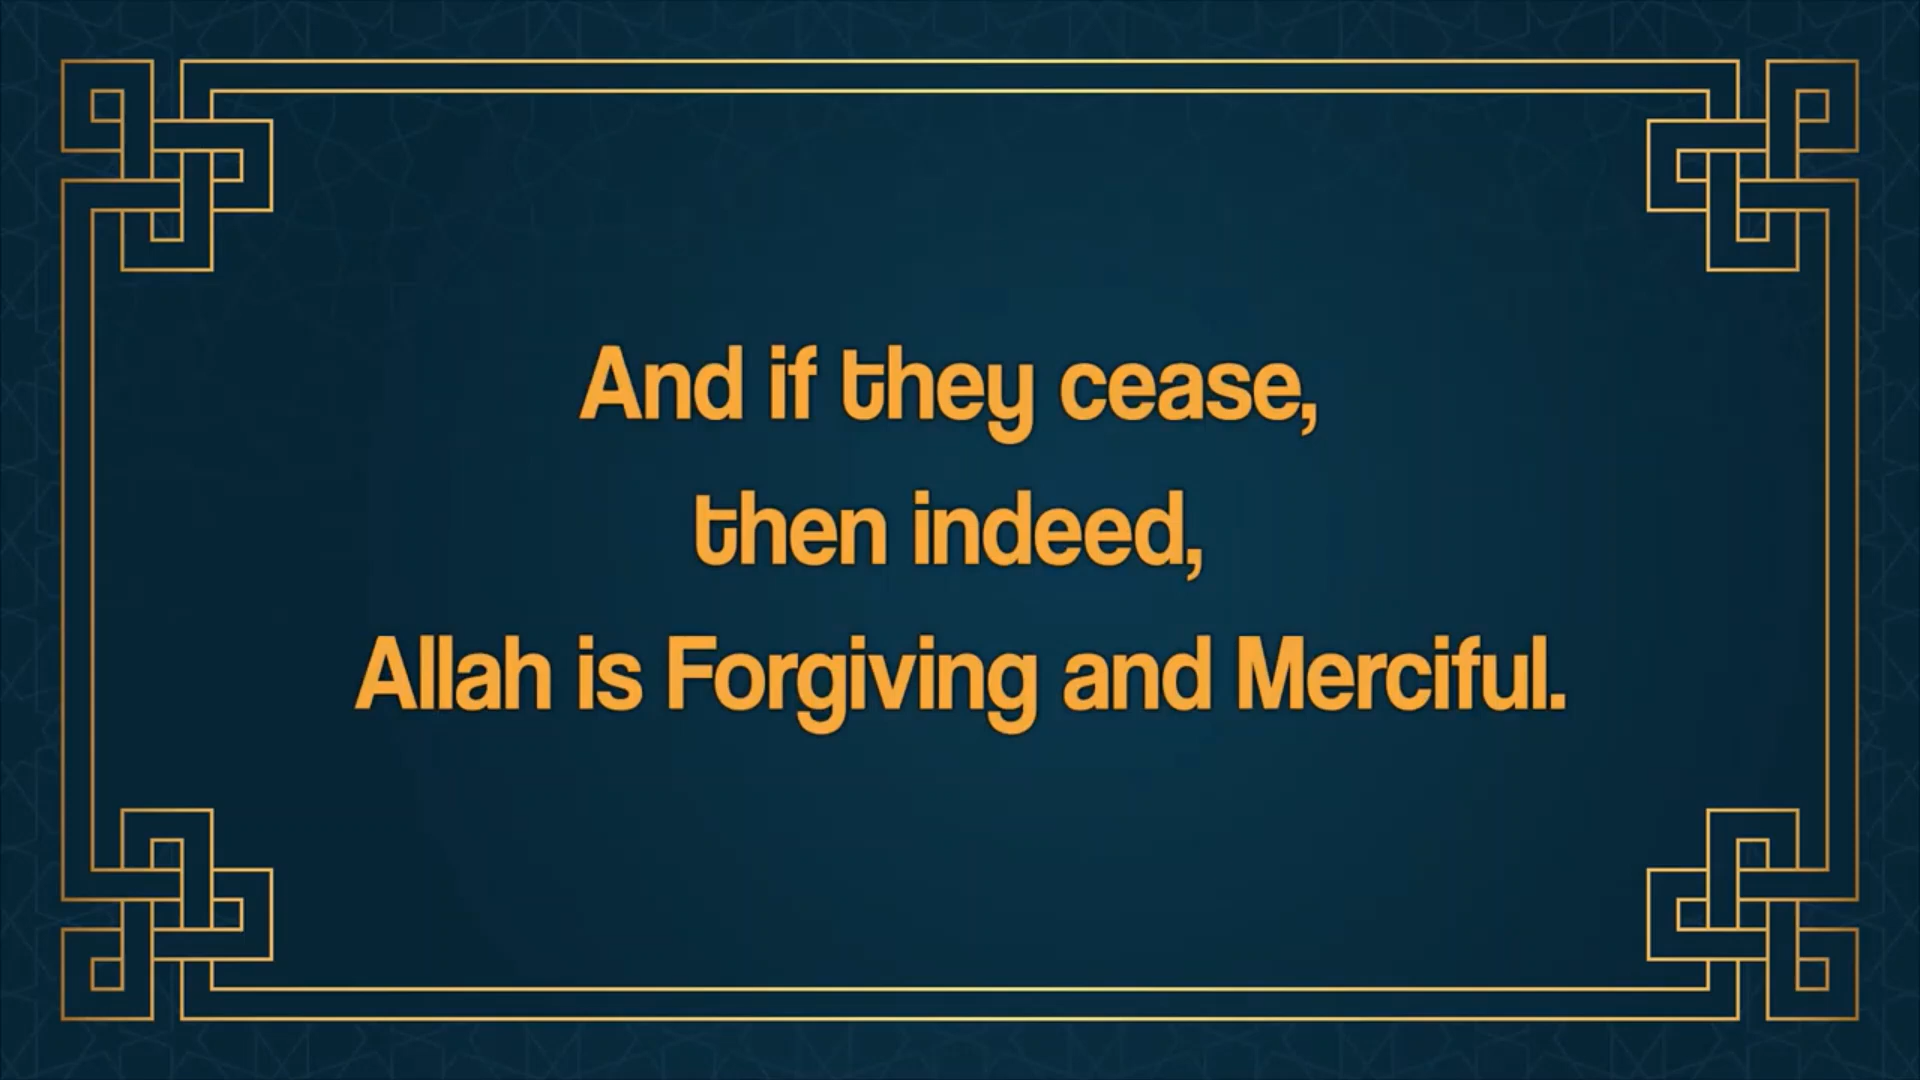 And if they cease,
then indeed,
Allah is Forgiving and Merciful.